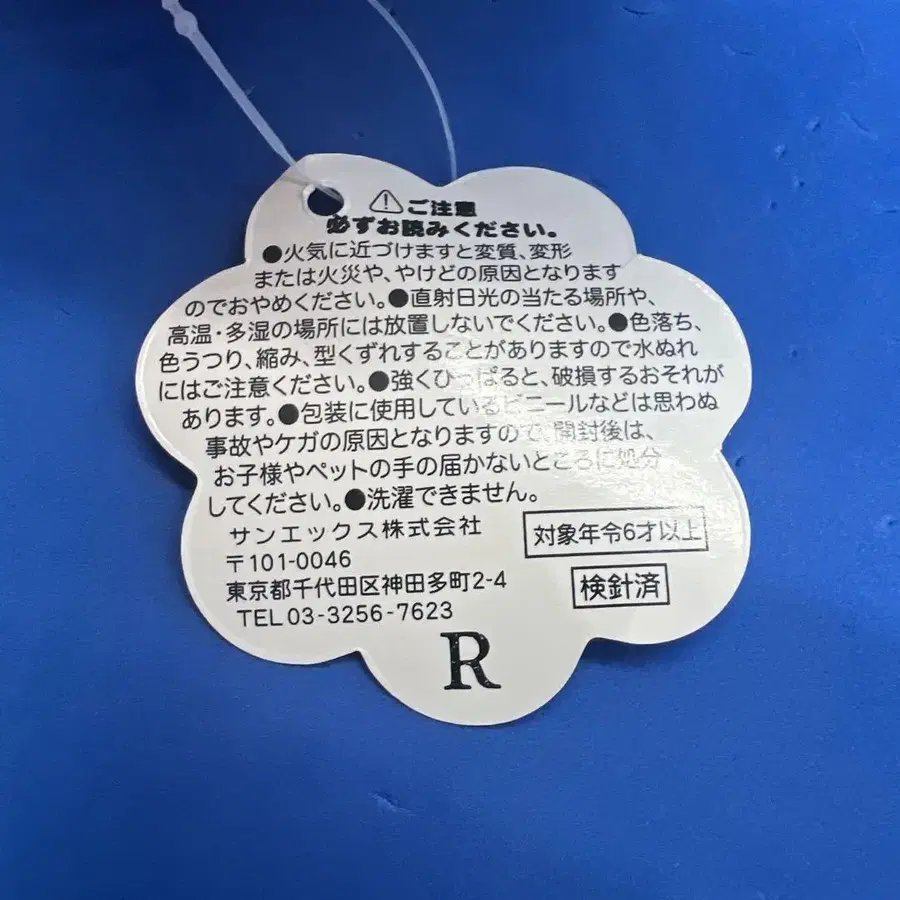 ⚠ご注意
必ずお読みください。
●火気に近づけますと変質、変形
または火災や、やけどの原因となります
のでおやめください。●直射日光の当たる場所や、
高温・多湿の場所には放置しないでください。●色落ち、
色うつり、縮み、型くずれすることがありますので水ぬれ
にはご注意ください。●強くひっぱると、破損するおそれが
あります。●包装に使用しているビニールなどは思わぬ
事故やケガの原因となりますので、開封後は、
お子様やペットの手の届かないところに処分
してください。●洗濯できません。
サンエックス株式会社
〒101-0046
東京都千代田区神田多町2-4
TEL 03-3256-7623
対象年令6才以上
検針済
R